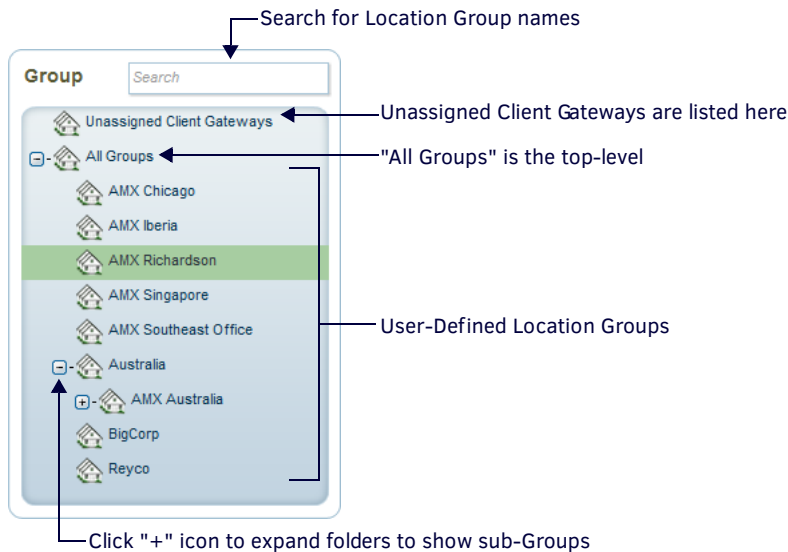 Search for Location Group names
Group
Search
Unassigned Client Gateways
Unassigned Client Gateways are listed here
All Groups
"All Groups" is the top-level
AMX Chicago
AMX Iberia
AMX Richardson
AMX Singapore
AMX Southeast Office
User-Defined Location Groups
Australia
AMX Australia
BigCorp
Reyco
Click "+" icon to expand folders to show sub-Groups